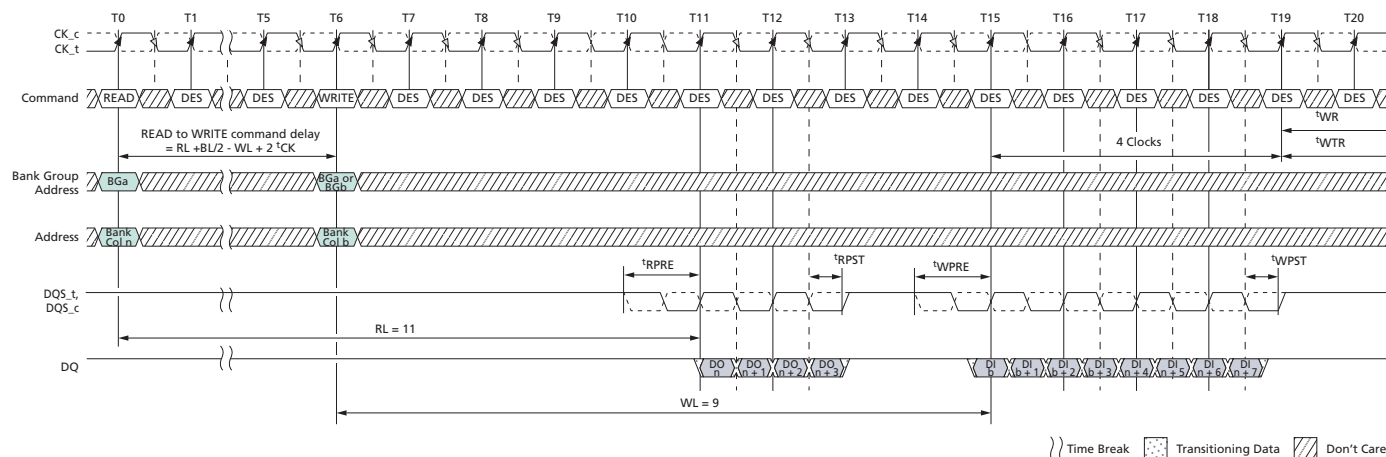 T0 T1 T5 T6 T7 T8 T9 T10 T11 T12 T13 T14 T15 T16 T17 T18 T19 T20
CK_c
CK_t
Command READ DES DES WRITE DES DES DES DES DES DES DES DES DES DES DES DES DES DES
tWR
READ to WRITE command delay
= RL +BL/2 - WL + 2 tCK
4 Clocks
tWTR
Bank Group
Address
BGa
BGa or
BGb
Address
Bank
Col n
Bank
Col b
tRPRE tRPST tWPRE tWPST
DQS_t,
DQS_c
RL = 11
DQ
DO
n
DO
n + 1
DO
n + 2
DO
n + 3
DI
b
DI
b + 1
DI
b + 2
DI
b + 3
DI
n + 4
DI
n + 5
DI
n + 6
DI
n + 7
WL = 9
Time Break Transitioning Data Don't Care